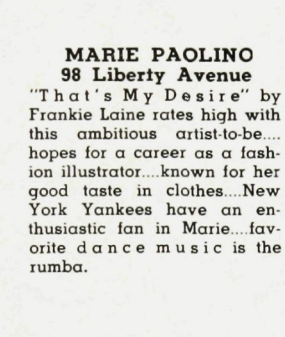 MARIE PAOLINO
98 Liberty Avenue
"That's My Desire" by
Frankie Laine rates high with
this ambitious artist-to-be....
hopes for a career as a fash-
ion illustrator....known for her
good taste in clothes....New
York Yankees have an en-
thusiastic fan in Marie....fav-
orite dance music is the
rumba.